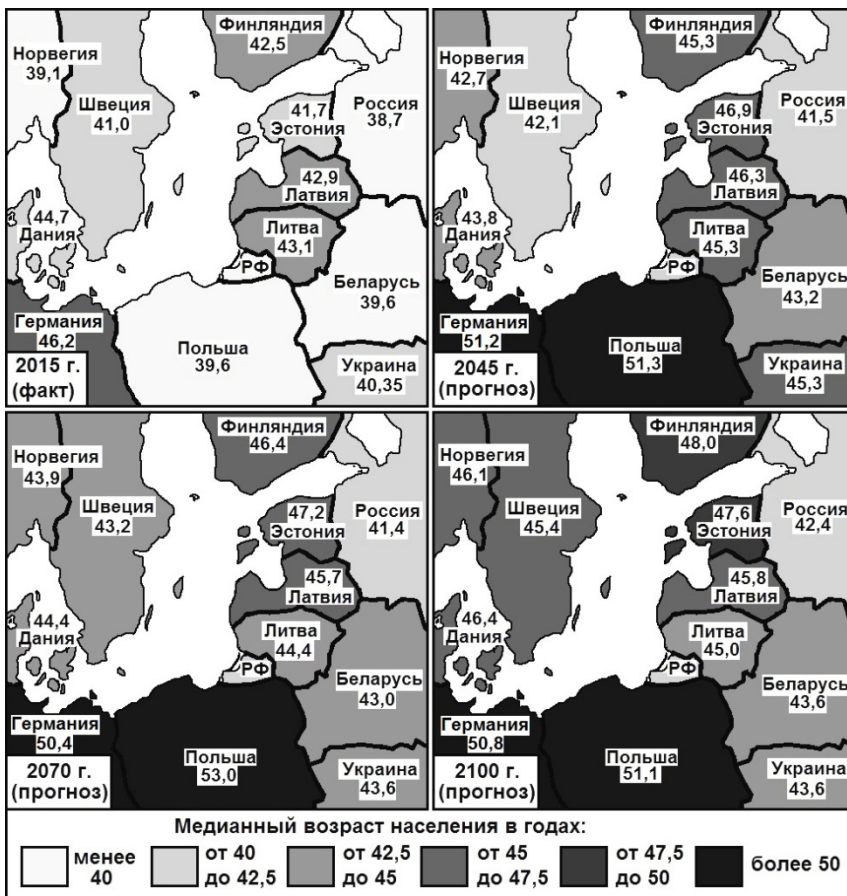 Финляндия
42,5
Норвегия
39,1
Швеция
41,0
41,7
Эстония
Россия
38,7
42,9
Латвия
44,7
Дания
Литва
43,1
РФ
Беларусь
39,6
Германия
46,2
Польша
39,6
Украина
40,35
2015 г.
(факт)
Финляндия
45,3
Норвегия
42,7
Швеция
42,1
46,9
Эстония
Россия
41,5
46,3
Латвия
43,8
Дания
Литва
45,3
РФ
Беларусь
43,2
Германия
51,2
Польша
51,3
Украина
45,3
2045 г.
(прогноз)
Финляндия
46,4
Норвегия
43,9
Швеция
43,2
47,2
Эстония
Россия
41,4
45,7
Латвия
44,4
Дания
Литва
44,4
РФ
Беларусь
43,0
Германия
50,4
Польша
53,0
Украина
43,6
2070 г.
(прогноз)
Финляндия
48,0
Норвегия
46,1
Швеция
45,4
47,6
Эстония
Россия
42,4
45,8
Латвия
46,4
Дания
Литва
45,0
РФ
Беларусь
43,6
Германия
50,8
Польша
51,1
Украина
43,6
2100 г.
(прогноз)
Медианный возраст населения в годах:
менее
40
от 40
до 42,5
от 42,5
до 45
от 45
до 47,5
от 47,5
до 50
более 50